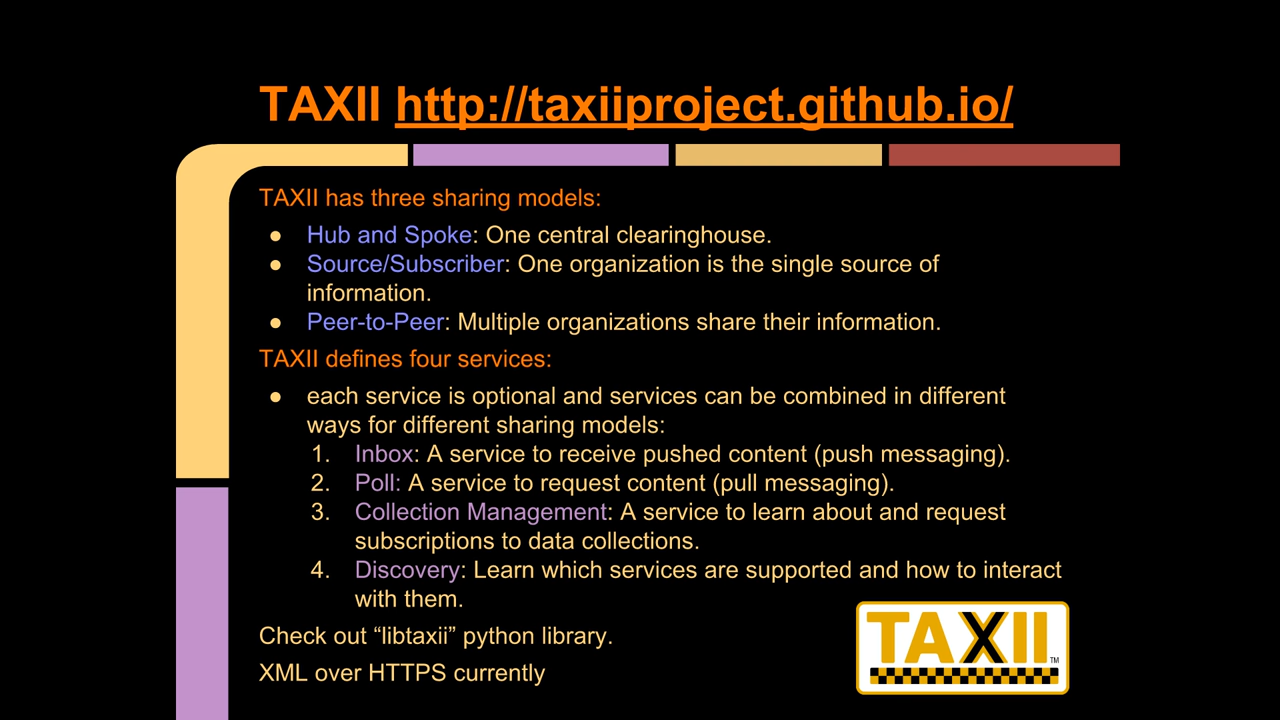 TAXII http://taxiiproject.github.io/
TAXII has three sharing models:
● Hub and Spoke: One central clearinghouse.
● Source/Subscriber: One organization is the single source of
information.
● Peer-to-Peer: Multiple organizations share their information.
TAXII defines four services:
● each service is optional and services can be combined in different
ways for different sharing models:
1. Inbox: A service to receive pushed content (push messaging).
2. Poll: A service to request content (pull messaging).
3. Collection Management: A service to learn about and request
subscriptions to data collections.
4. Discovery: Learn which services are supported and how to interact
with them.
Check out “libtaxii” python library.
XML over HTTPS currently
TAXII TM